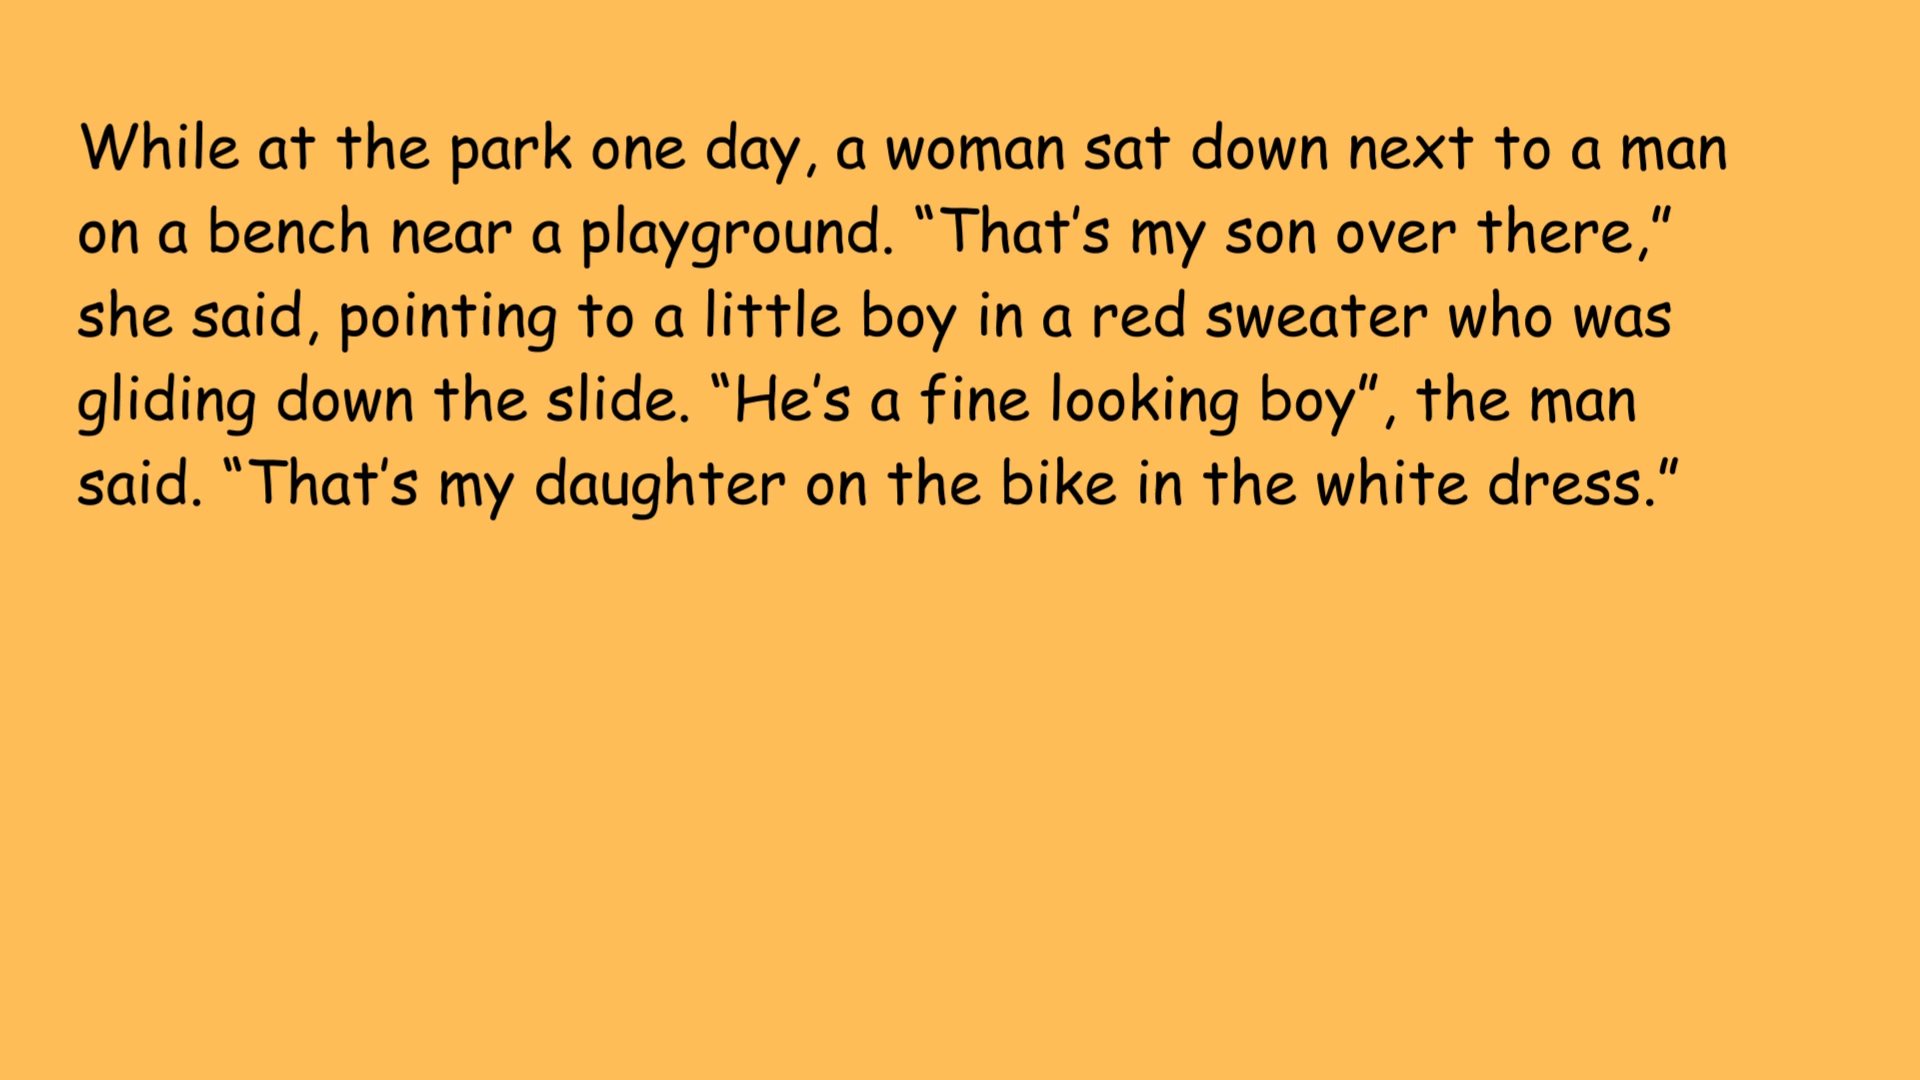 While at the park one day, a woman sat down next to a man
on a bench near a playground. “That’s my son over there,”
she said, pointing to a little boy in a red sweater who was
gliding down the slide. “He’s a fine looking boy”, the man
said. “That’s my daughter on the bike in the white dress.”